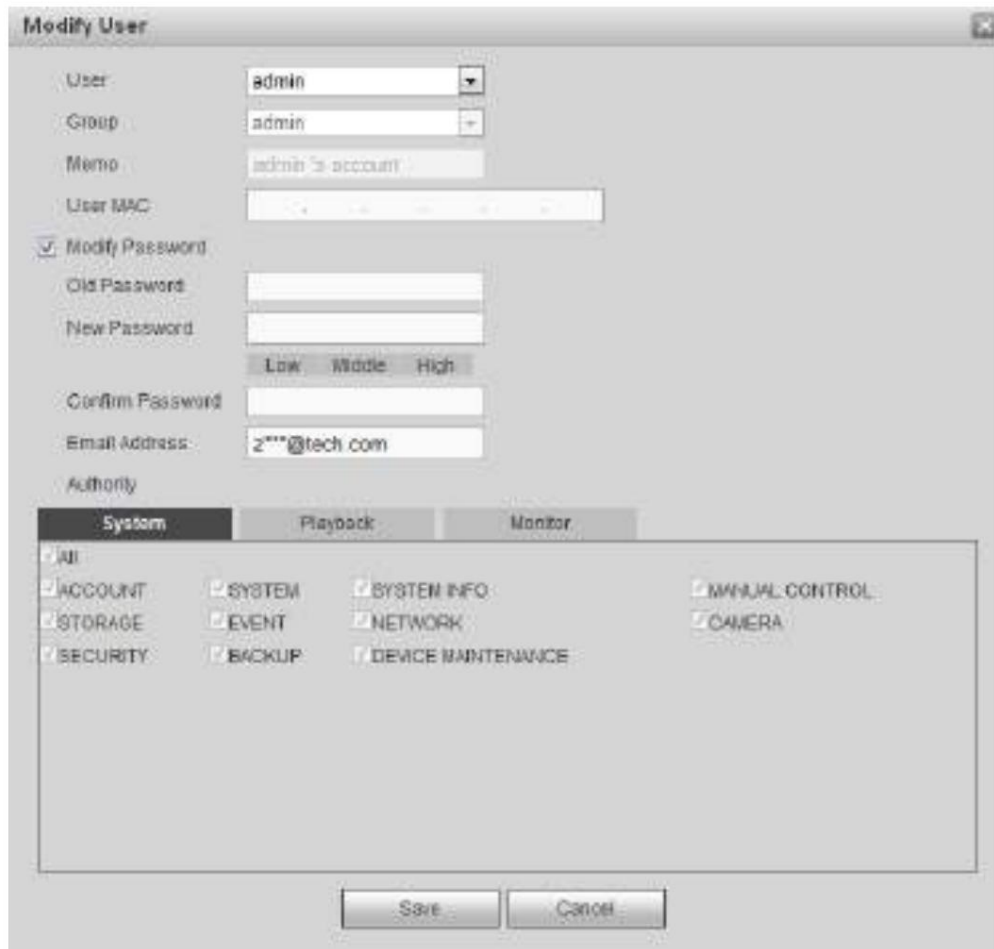 Modify User
User admin
Group admin
Memo admin 's account
User MAC
Modify Password
Old Password
New Password
Low Middle High
Confirm Password
Email Address z***@tech.com
Authority
System Playback Monitor
All
ACCOUNT SYSTEM SYSTEM INFO MANUAL CONTROL
STORAGE EVENT NETWORK CAMERA
SECURITY BACKUP DEVICE MAINTENANCE
Save Cancel